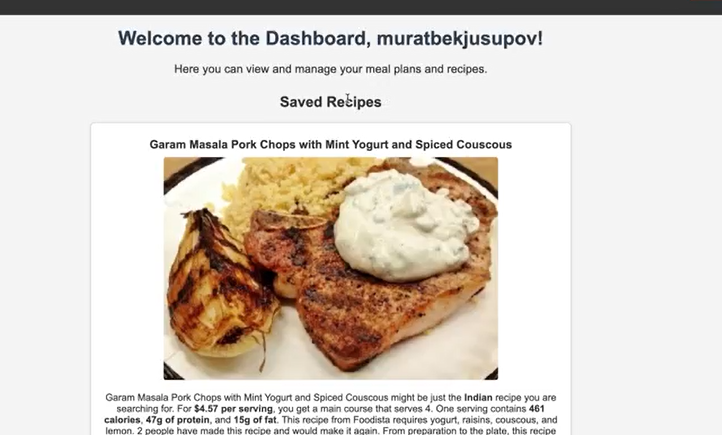 Welcome to the Dashboard, muratbekjusupov!
Here you can view and manage your meal plans and recipes.
Saved Recipes
Garam Masala Pork Chops with Mint Yogurt and Spiced Couscous
Garam Masala Pork Chops with Mint Yogurt and Spiced Couscous might be just the Indian recipe you are
searching for. For $4.57 per serving, you get a main course that serves 4. One serving contains 461
calories, 47g of protein, and 15g of fat. This recipe from Foodista requires yogurt, raisins, couscous, and
lemon. 2 people have made this recipe and would make it again. From preparation to the plate, this recipe